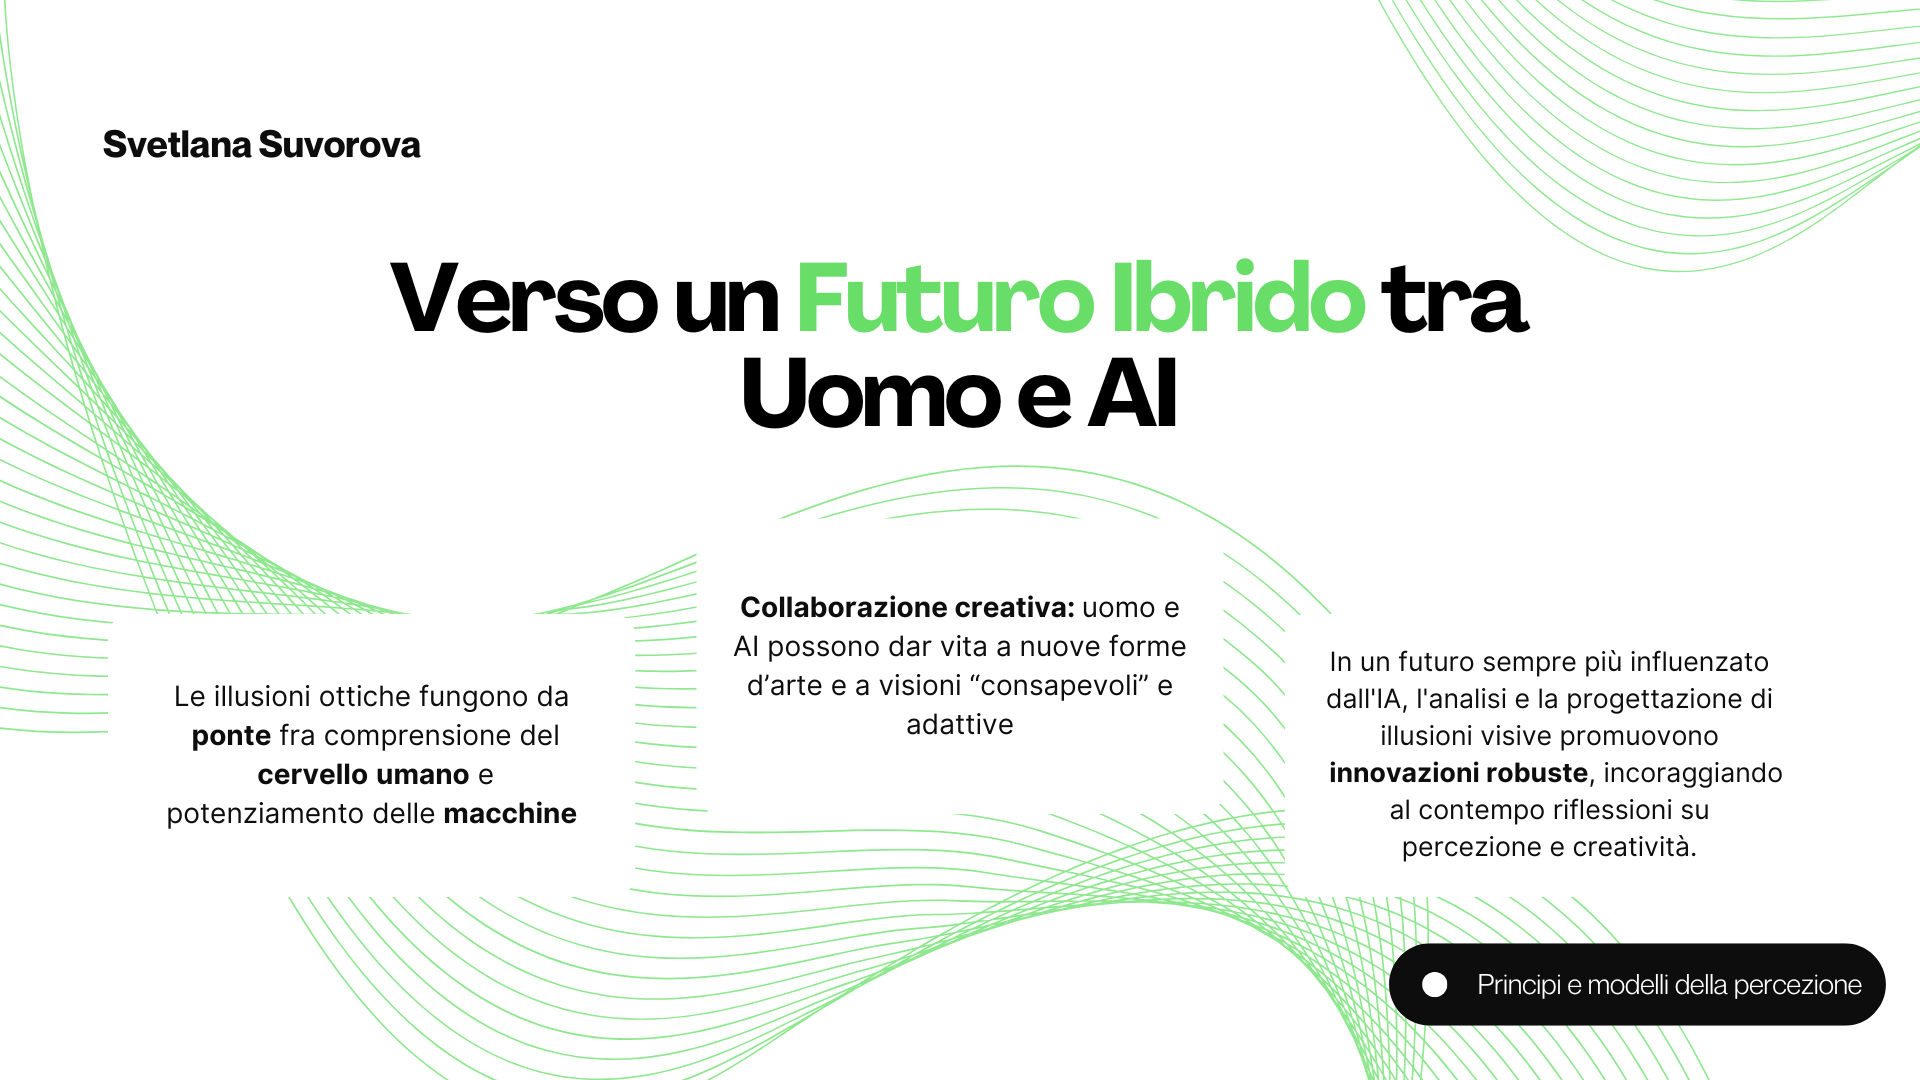 Svetlana Suvorova
Verso un Futuro Ibrido tra
Uomo e AI
Le illusioni ottiche fungono da
ponte fra comprensione del
cervello umano e
potenziamento delle macchine
Collaborazione creativa: uomo e
AI possono dar vita a nuove forme
d’arte e a visioni “consapevoli” e
adattive
In un futuro sempre più influenzato
dall'IA, l'analisi e la progettazione di
illusioni visive promuovono
innovazioni robuste, incoraggiando
al contempo riflessioni su
percezione e creatività.
Principi e modelli della percezione